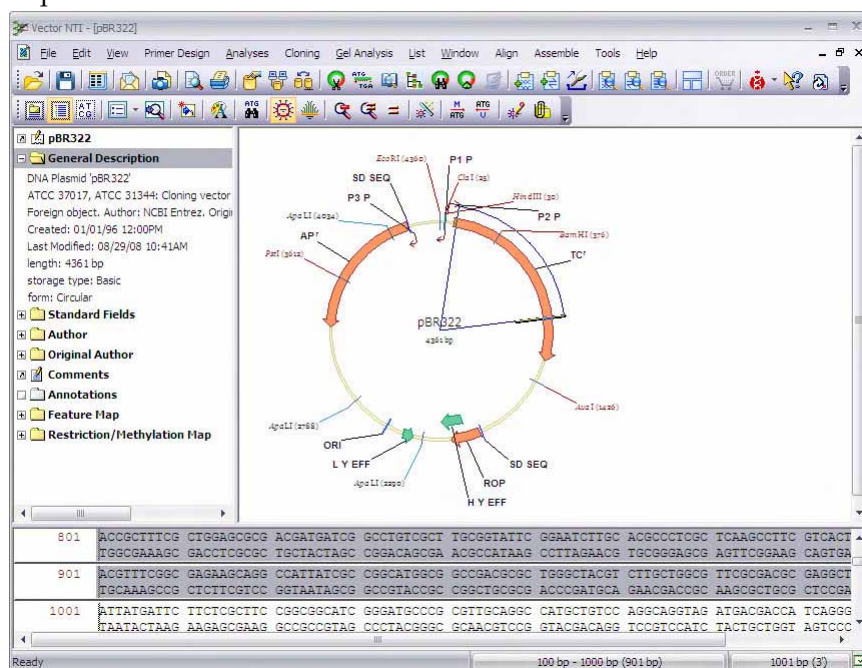 Vector NTI - [pBR322]
File Edit View Primer Design Analyses Cloning Gel Analysis List Window Align Assemble Tools Help
pBR322
General Description
DNA Plasmid 'pBR322'
ATCC 37017, ATCC 31344: Cloning vector
Foreign object. Author: NCBI Entrez. Origi
Created: 01/01/96 12:00PM
Last Modified: 08/29/08 10:41AM
length: 4361 bp
storage type: Basic
form: Circular
Standard Fields
Author
Original Author
Comments
Annotations
Feature Map
Restriction/Methylation Map
EcoRI (4360)
P1 P
SD SEQ
ClaI (23)
P3 P
HindIII (30)
ApaLI (4034)
P2 P
APr
BamHI (376)
PstI (3612)
TCr
pBR322
4361 bp
AvaI (1426)
ApaLI (2788)
ORI
L Y EFF
SD SEQ
ApaLI (2290)
ROP
H Y EFF
801 ACCGCTTTCG CTGGAGCGCG ACGATGATCG GCCTGTCGCT TGCGGTATTC GGAATCTTGC ACGCCCTCGC TCAAGCCTTC GTCACT
TGGCGAAAGC GACCTCGCGC TGCTACTAGC CGGACAGCGA ACGCCATAAG CCTTAGAACG TGCGGGAGCG AGTTCGGAAG CAGTGA
901 ACGTTTCGGC GAGAAGCAGG CCATTATCGC CGGCATGGCG GCCGACGCGC TGGGCTACGT CTTGCTGGCG TTCGCGACGC GAGGCT
TGCAAAGCCG CTCTTCGTCC GGTAATAGCG GCCGTACCGC CGGCTGCGCG ACCCGATGCA GAACGACCGC AAGCGCTGCG CTCCGA
1001 ATTATGATTC TTCTCGCTTC CGGCGGCATC GGGATGCCCG CGTTGCAGGC CATGCTGTCC AGGCAGGTAG ATGACGACCA TCAGGG
TAATACTAAG AAGAGCGAAG GCCGCCGTAG CCCTACGGGC GCAACGTCCG GTACGACAGG TCCGTCCATC TACTGCTGGT AGTCCC
Ready 100 bp - 1000 bp (901 bp) 1001 bp (3')